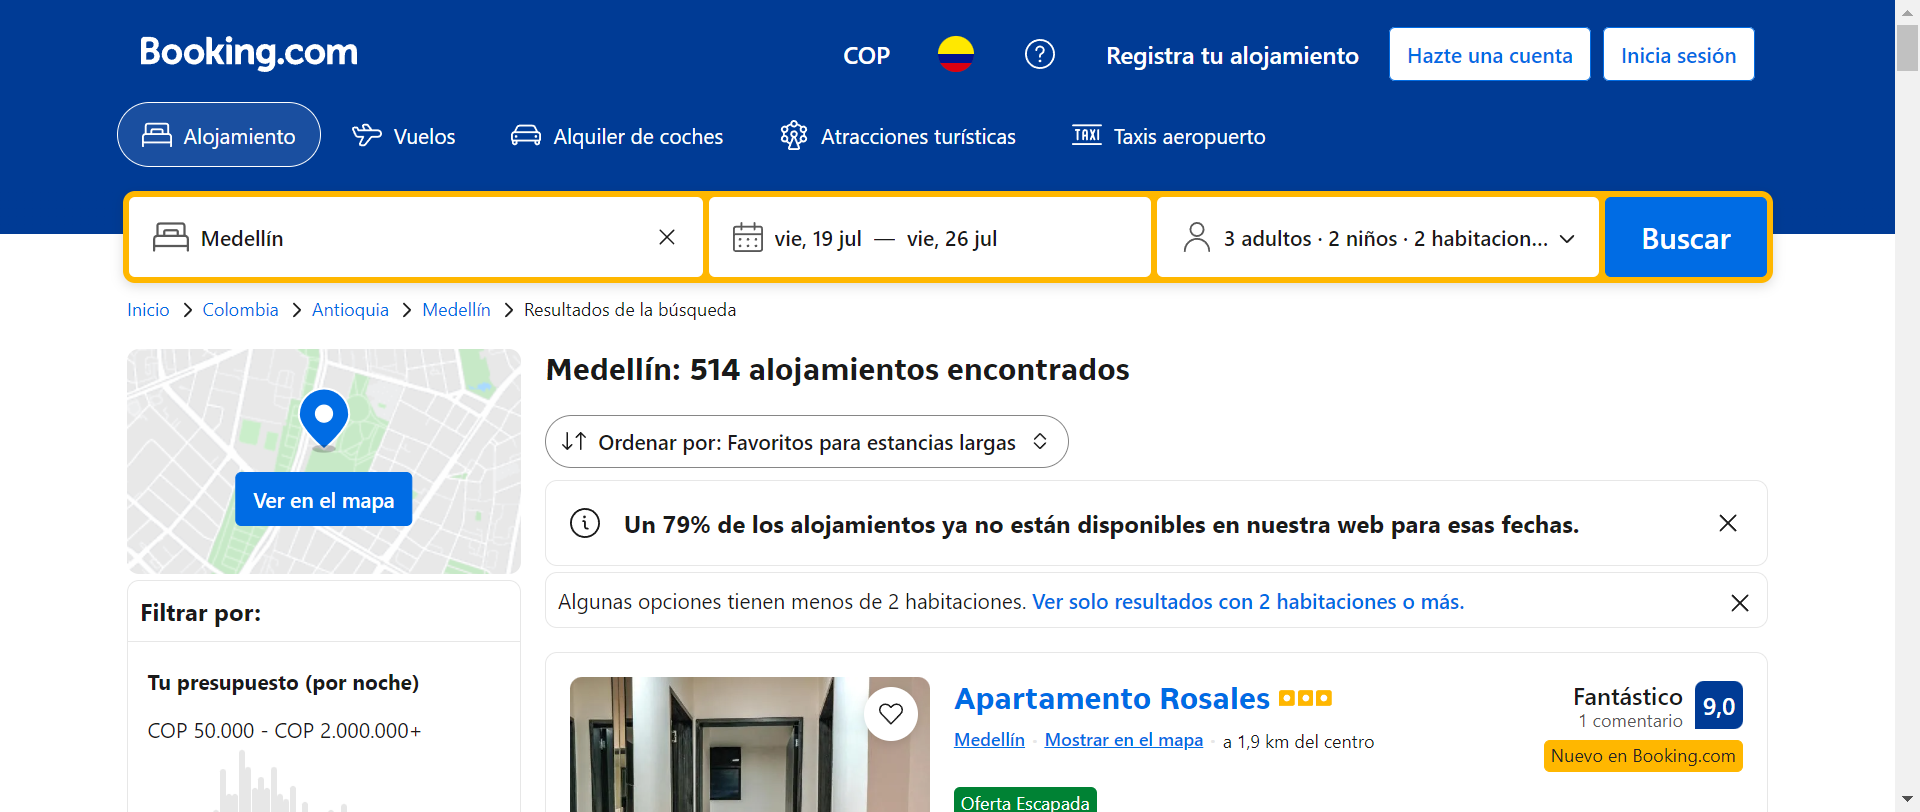 Booking.com
COP
Registra tu alojamiento
Hazte una cuenta
Inicia sesión
Alojamiento
Vuelos
Alquiler de coches
Atracciones turísticas
TAXI
Taxis aeropuerto
Medellín
vie, 19 jul — vie, 26 jul
3 adultos · 2 niños · 2 habitacion...
Buscar
Inicio
Colombia
Antioquia
Medellín
Resultados de la búsqueda
Ver en el mapa
Medellín: 514 alojamientos encontrados
Ordenar por: Favoritos para estancias largas
Un 79% de los alojamientos ya no están disponibles en nuestra web para esas fechas.
Algunas opciones tienen menos de 2 habitaciones. Ver solo resultados con 2 habitaciones o más.
Filtrar por:
Tu presupuesto (por noche)
COP 50.000 - COP 2.000.000+
Apartamento Rosales
Medellín · Mostrar en el mapa · a 1,9 km del centro
Fantástico
1 comentario
9,0
Nuevo en Booking.com
Oferta Escapada